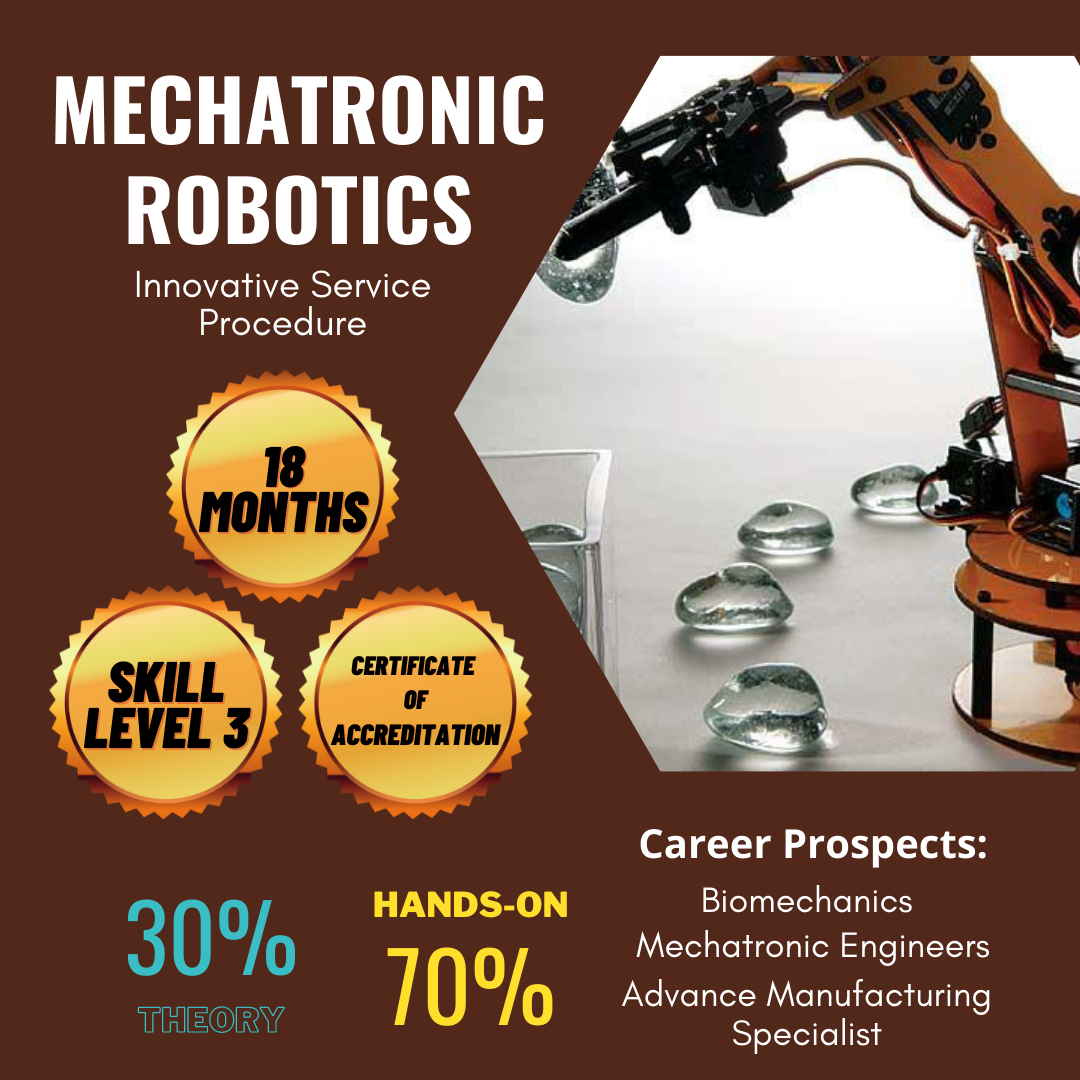 MECHATRONIC
ROBOTICS
Innovative Service
Procedure
18
MONTHS
SKILL
LEVEL 3
CERTIFICATE
OF
ACCREDITATION
30%
THEORY
HANDS-ON
70%
Career Prospects:
Biomechanics
Mechatronic Engineers
Advance Manufacturing
Specialist